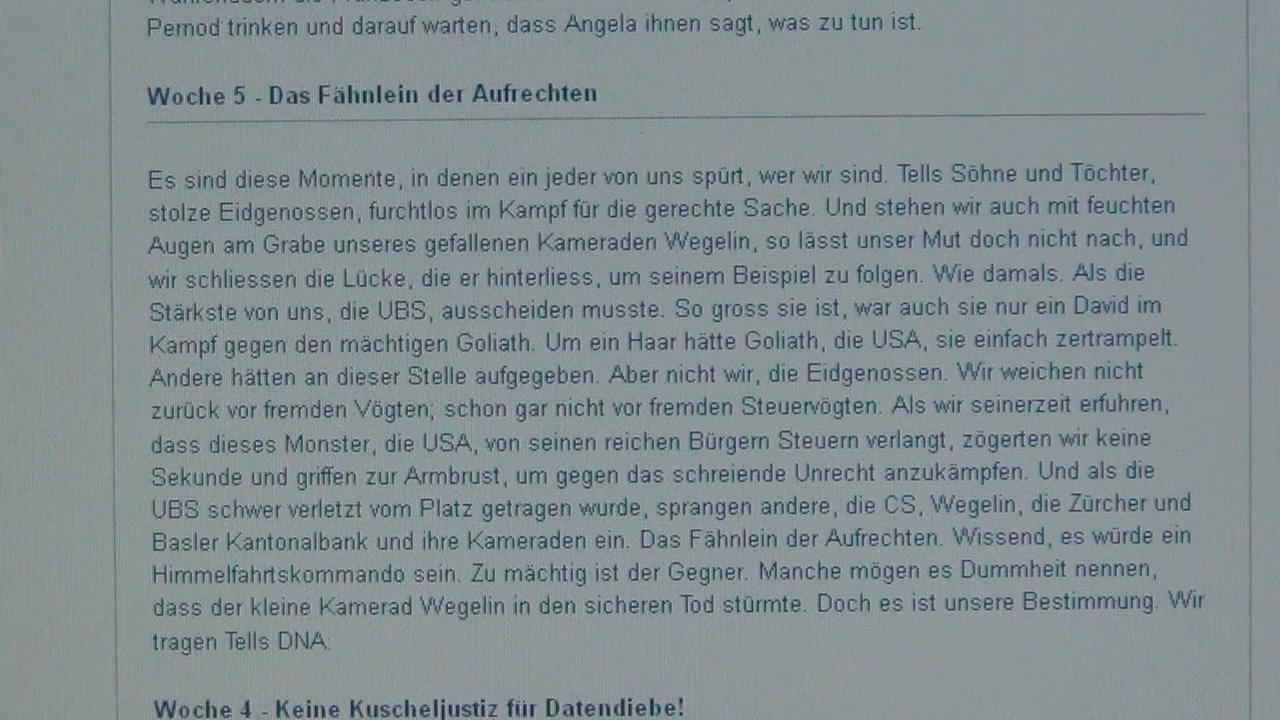 Pernod trinken und darauf warten, dass Angela ihnen sagt, was zu tun ist.
Woche 5 - Das Fähnlein der Aufrechten
Es sind diese Momente, in denen ein jeder von uns spürt, wer wir sind. Tells Söhne und Töchter,
stolze Eidgenossen, furchtlos im Kampf für die gerechte Sache. Und stehen wir auch mit feuchten
Augen am Grabe unseres gefallenen Kameraden Wegelin, so lässt unser Mut doch nicht nach, und
wir schliessen die Lücke, die er hinterliess, um seinem Beispiel zu folgen. Wie damals. Als die
Stärkste von uns, die UBS, ausscheiden musste. So gross sie ist, war auch sie nur ein David im
Kampf gegen den mächtigen Goliath. Um ein Haar hätte Goliath, die USA, sie einfach zertrampelt.
Andere hätten an dieser Stelle aufgegeben. Aber nicht wir, die Eidgenossen. Wir weichen nicht
zurück vor fremden Vögten; schon gar nicht vor fremden Steuervögten. Als wir seinerzeit erfuhren,
dass dieses Monster, die USA, von seinen reichen Bürgern Steuern verlangt, zögerten wir keine
Sekunde und griffen zur Armbrust, um gegen das schreiende Unrecht anzukämpfen. Und als die
UBS schwer verletzt vom Platz getragen wurde, sprangen andere, die CS, Wegelin, die Zürcher und
Basler Kantonalbank und ihre Kameraden ein. Das Fähnlein der Aufrechten. Wissend, es würde ein
Himmelfahrtskommando sein. Zu mächtig ist der Gegner. Manche mögen es Dummheit nennen,
dass der kleine Kamerad Wegelin in den sicheren Tod stürmte. Doch es ist unsere Bestimmung. Wir
tragen Tells DNA.
Woche 4 - Keine Kuscheljustiz für Datendiebe!